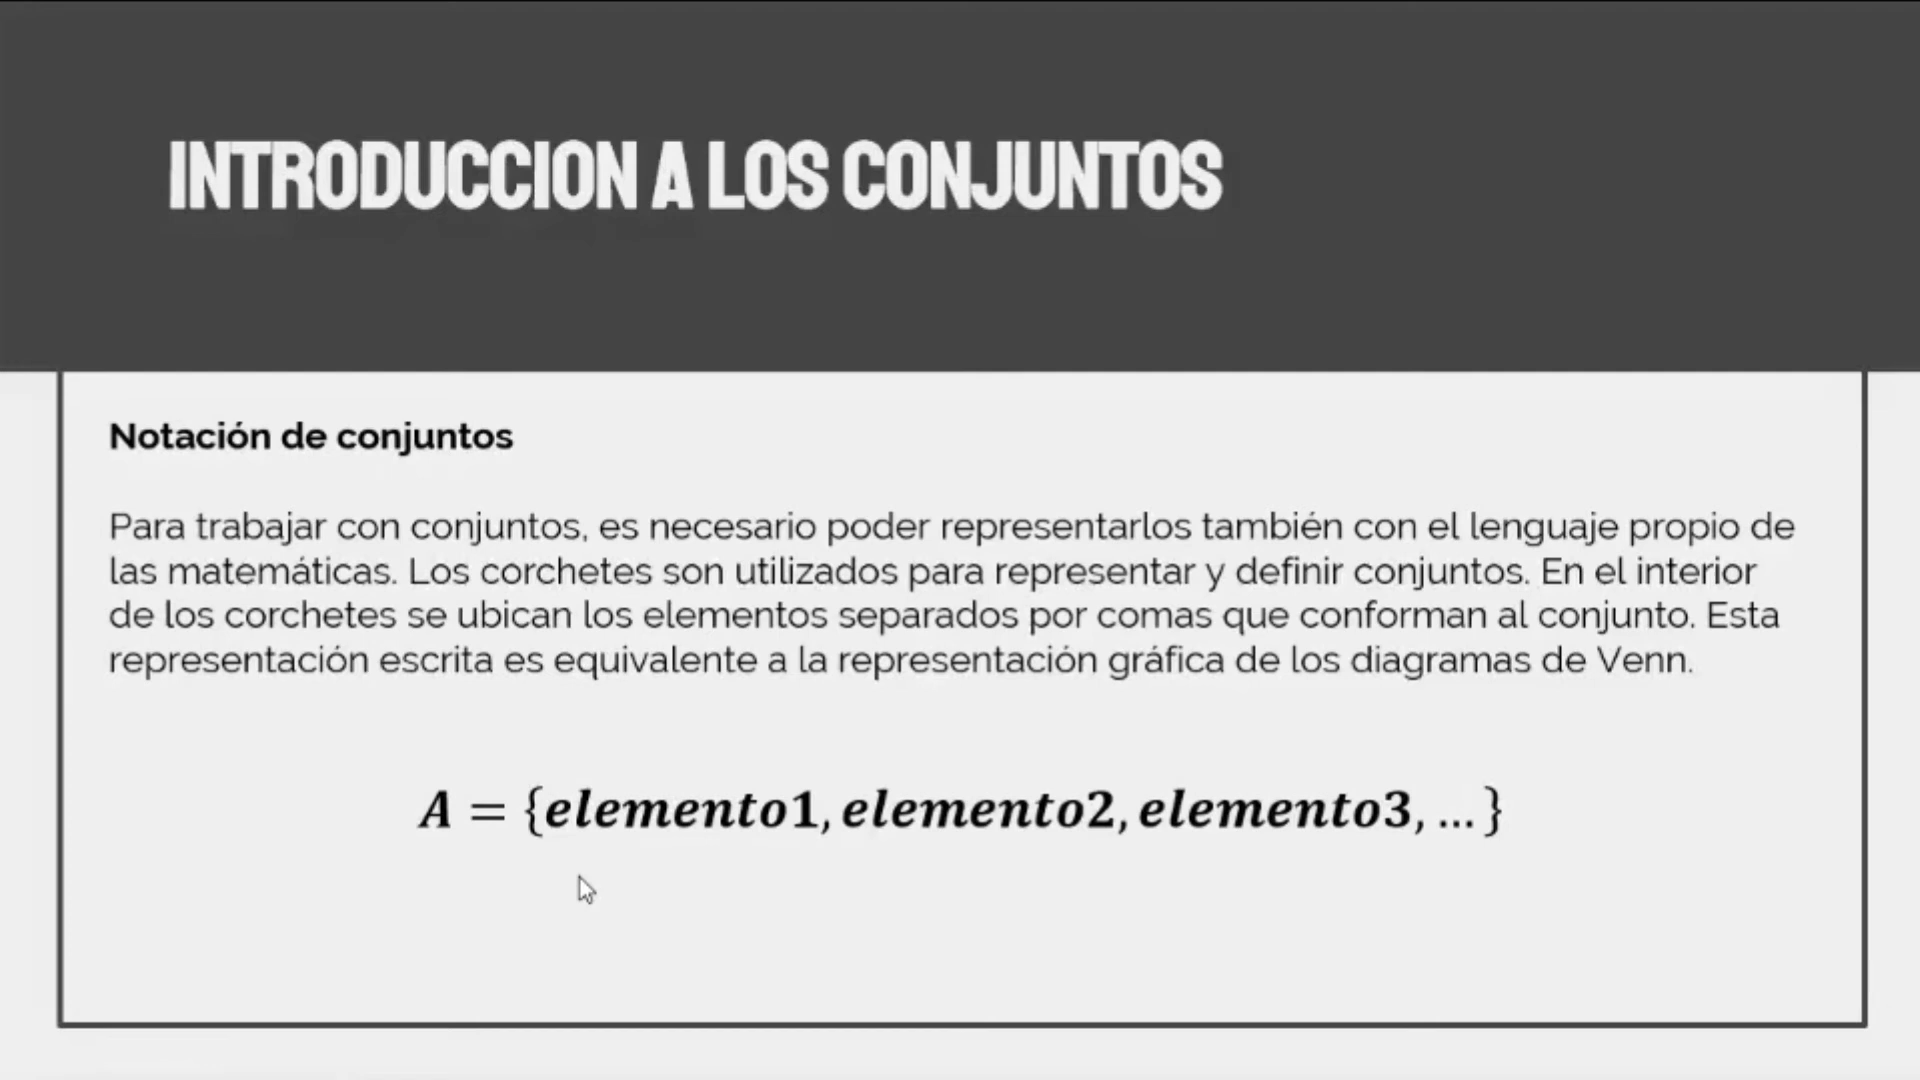 INTRODUCCION A LOS CONJUNTOS
Notación de conjuntos
Para trabajar con conjuntos, es necesario poder representarlos también con el lenguaje propio de
las matemáticas. Los corchetes son utilizados para representar y definir conjuntos. En el interior
de los corchetes se ubican los elementos separados por comas que conforman al conjunto. Esta
representación escrita es equivalente a la representación gráfica de los diagramas de Venn.
A = {elemento1, elemento2, elemento3, ...}